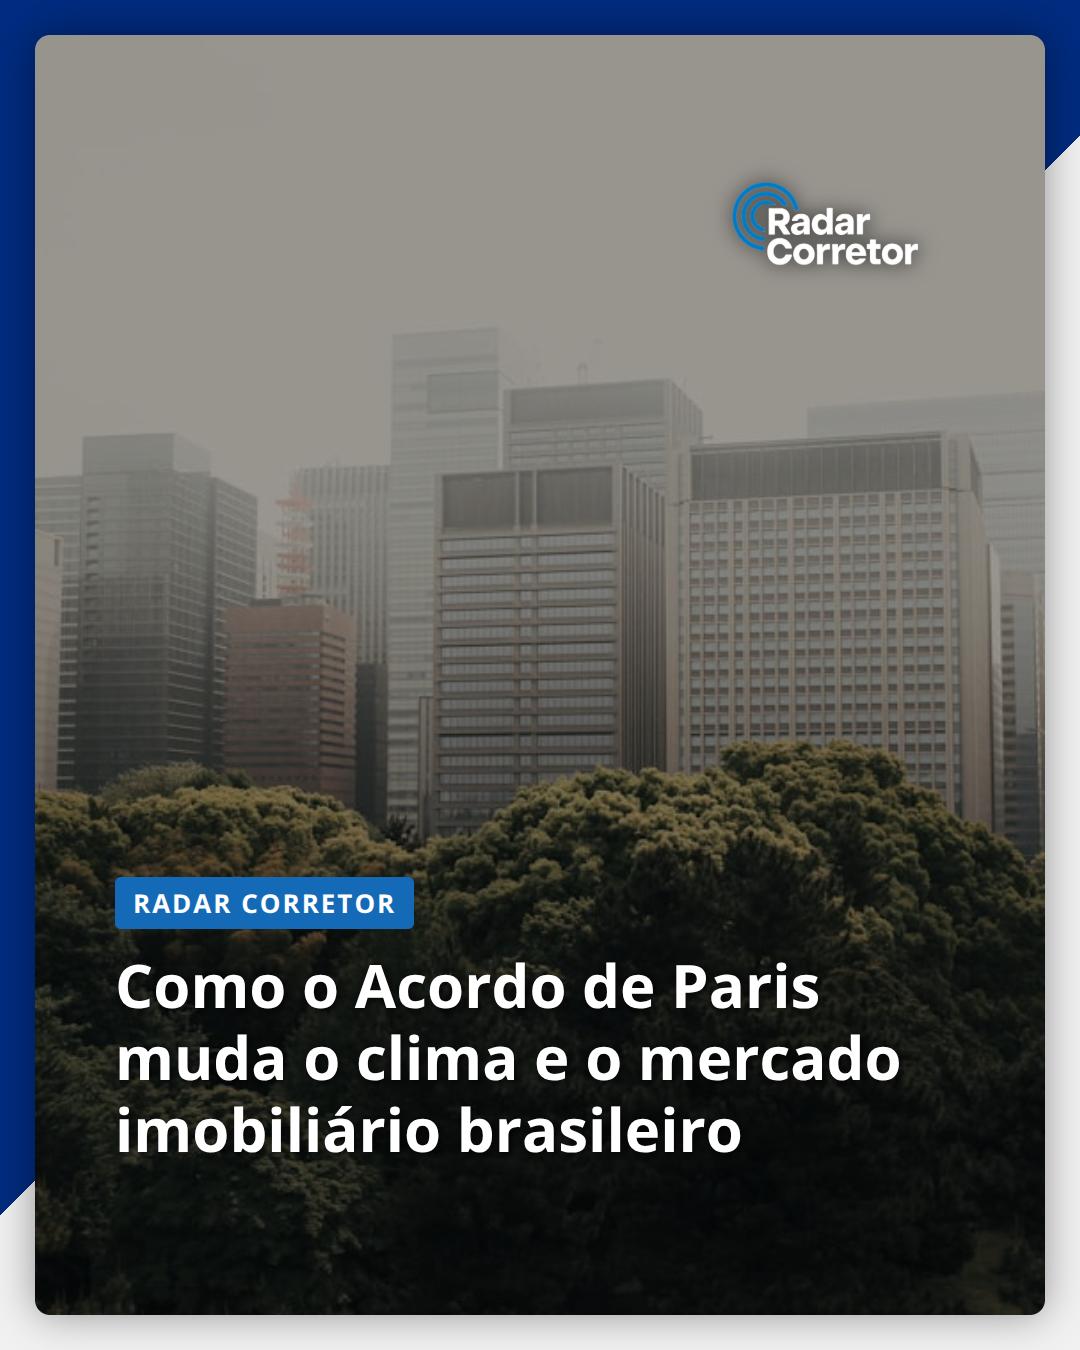 Radar
Corretor
RADAR CORRETOR
Como o Acordo de Paris
muda o clima e o mercado
imobiliário brasileiro